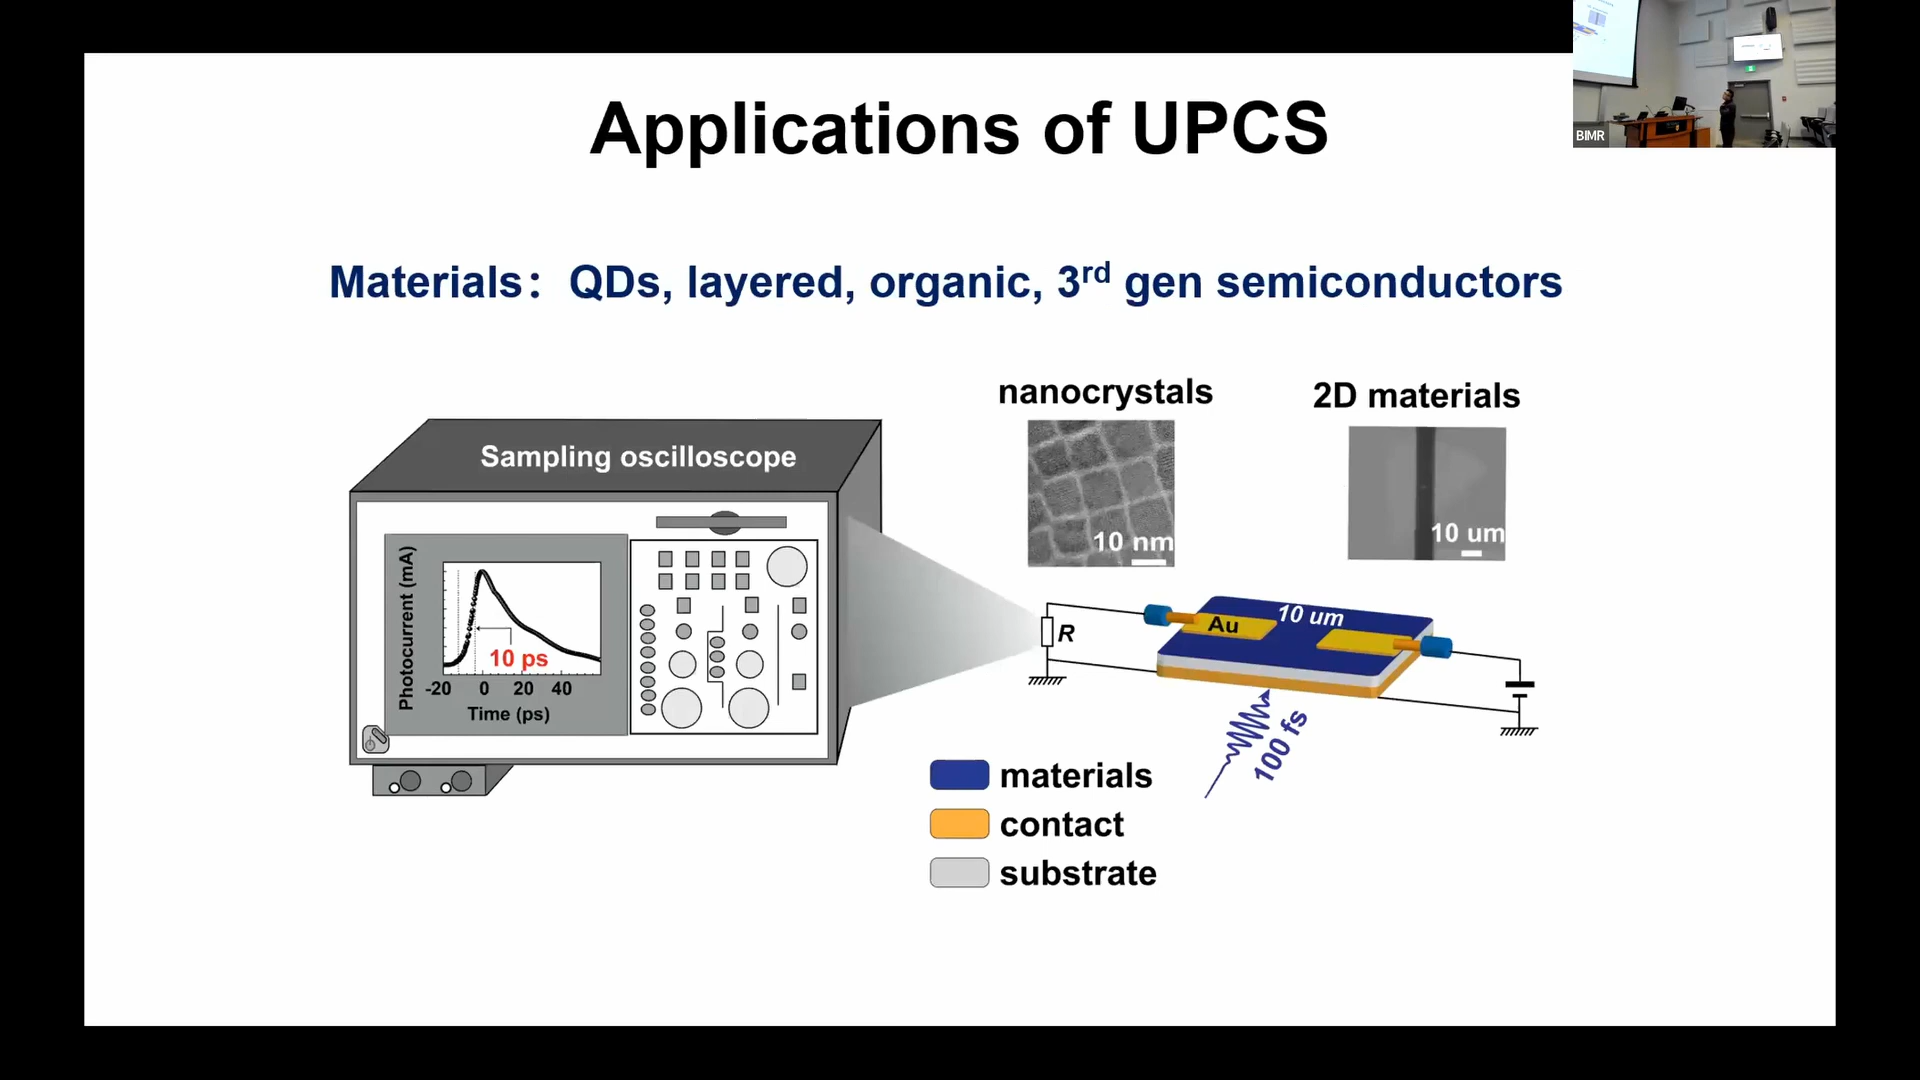 Applications of UPCS
BIMR
Materials: QDs, layered, organic, 3rd gen semiconductors
nanocrystals
2D materials
Sampling oscilloscope
10 nm
10 um
Photocurrent (mA)
10 ps
-20 0 20 40
Time (ps)
R
Au
10 um
100 fs
materials
contact
substrate